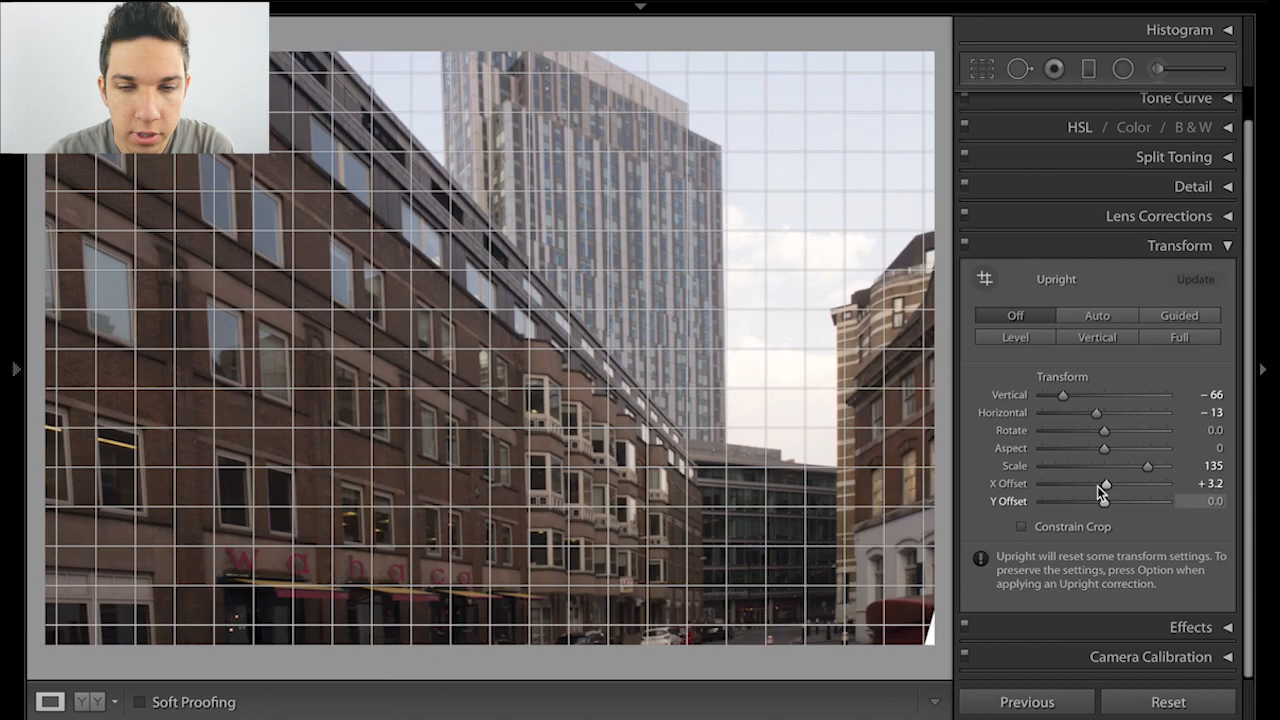 Histogram
Tone Curve
HSL / Color / B & W
Split Toning
Detail
Lens Corrections
Transform
Upright Update
Off Auto Guided
Level Vertical Full
Transform
Vertical - 66
Horizontal - 13
Rotate 0.0
Aspect 0
Scale 135
X Offset + 3.2
Y Offset 0.0
Constrain Crop
Upright will reset some transform settings. To
preserve the settings, press Option when
applying an Upright correction.
Effects
Camera Calibration
Previous Reset
Wahaca
Y Y Soft Proofing